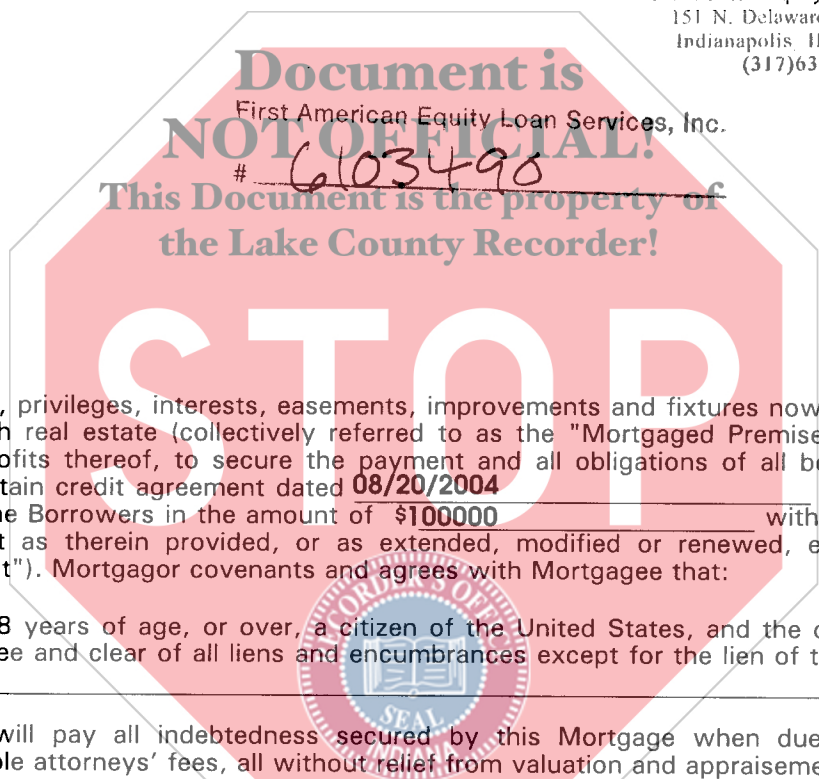 151 N. Delaware
Indianapolis,
(317)63
Document is
First American Equity Loan Services, Inc.
NOT OFFICIAL!
# 6103490
This Document is the property of
the Lake County Recorder!
STOP
, privileges, interests, easements, improvements and fixtures now
h real estate (collectively referred to as the "Mortgaged Premise
ofits thereof, to secure the payment and all obligations of all bo
tain credit agreement dated 08/20/2004
ne Borrowers in the amount of $100000 with
t as therein provided, or as extended, modified or renewed, e
t"). Mortgagor covenants and agrees with Mortgagee that:
8 years of age, or over, a citizen of the United States, and the o
ee and clear of all liens and encumbrances except for the lien of t
RECORDER'S OFFICE
SEAL
INDIANA
will pay all indebtedness secured by this Mortgage when due
ble attorneys' fees, all without relief from valuation and appraiseme